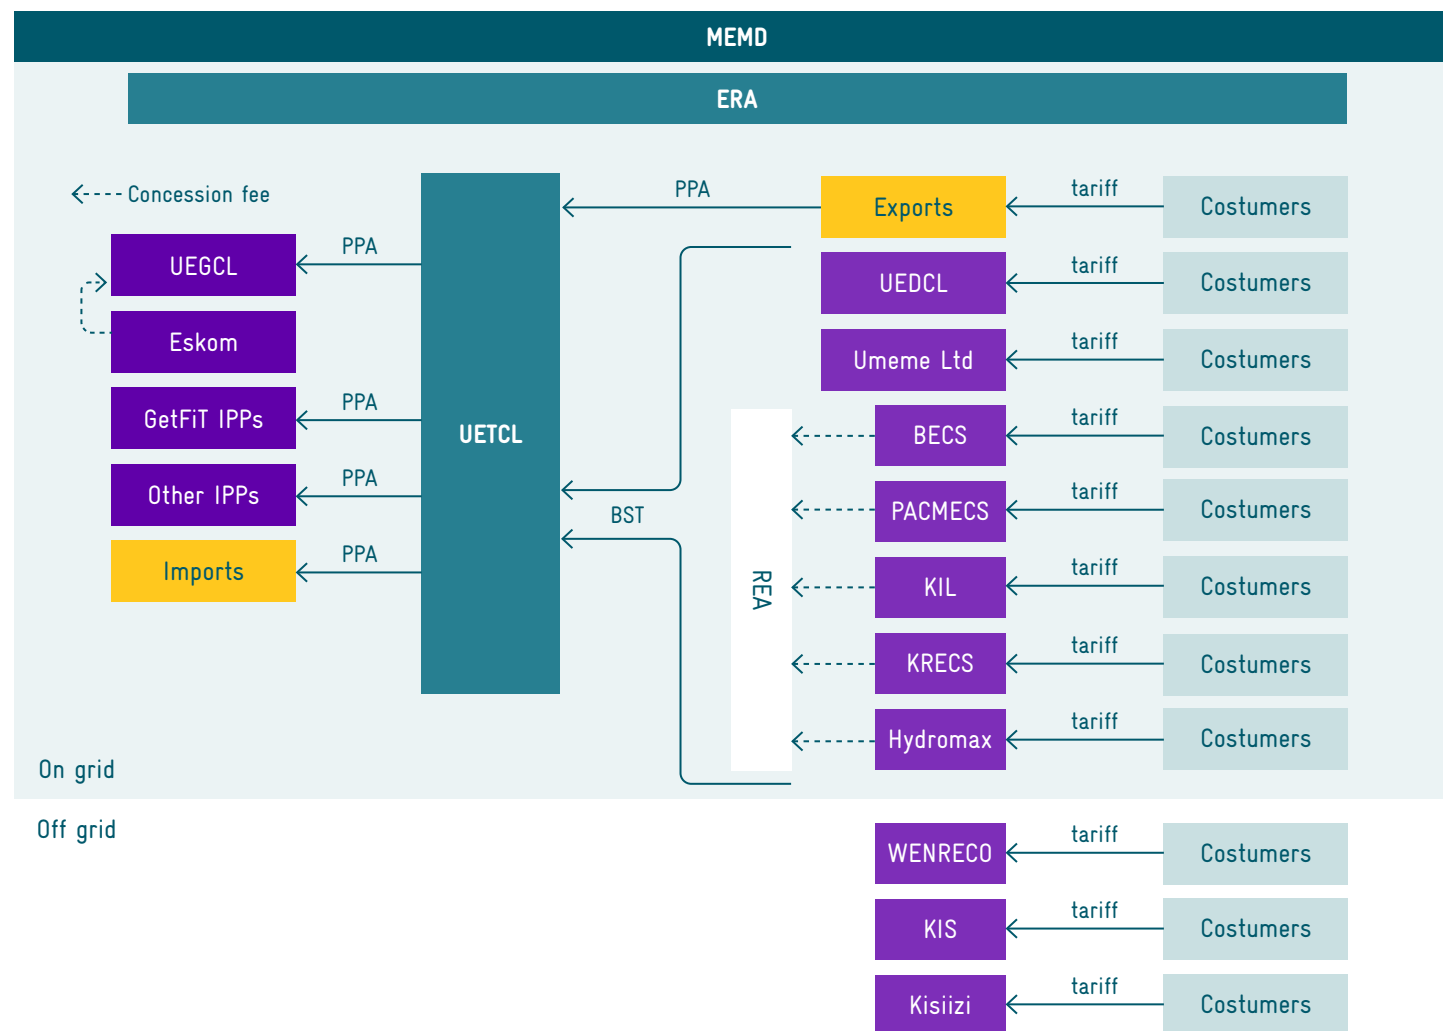 MEMD
ERA
Concession fee
PPA
Exports
tariff
Costumers
UEGCL
PPA
UEDCL
tariff
Costumers
Eskom
Umeme Ltd
tariff
Costumers
GetFiT IPPs
PPA
UETCL
BECS
tariff
Costumers
Other IPPs
PPA
BST
PACMECS
tariff
Costumers
Imports
PPA
REA
KIL
tariff
Costumers
KRECS
tariff
Costumers
Hydromax
tariff
Costumers
On grid
Off grid
WENRECO
tariff
Costumers
KIS
tariff
Costumers
Kisiizi
tariff
Costumers